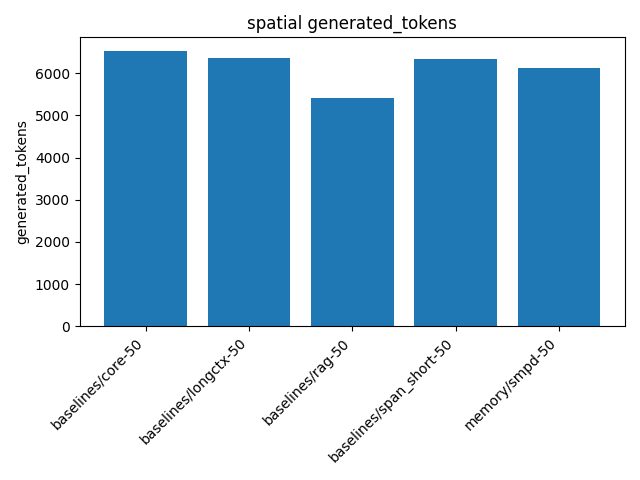 spatial generated_tokens
generated_tokens
6000
5000
4000
3000
2000
1000
0
baselines/core-50
baselines/longctx-50
baselines/rag-50
baselines/span_short-50
memory/smpd-50